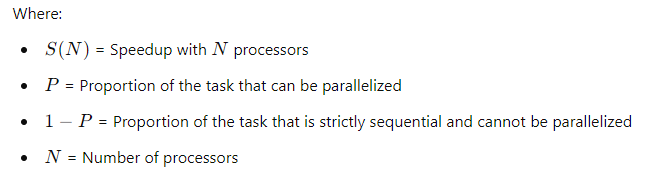 Where:
• S(N) = Speedup with N processors
• P = Proportion of the task that can be parallelized
• 1 − P = Proportion of the task that is strictly sequential and cannot be parallelized
• N = Number of processors